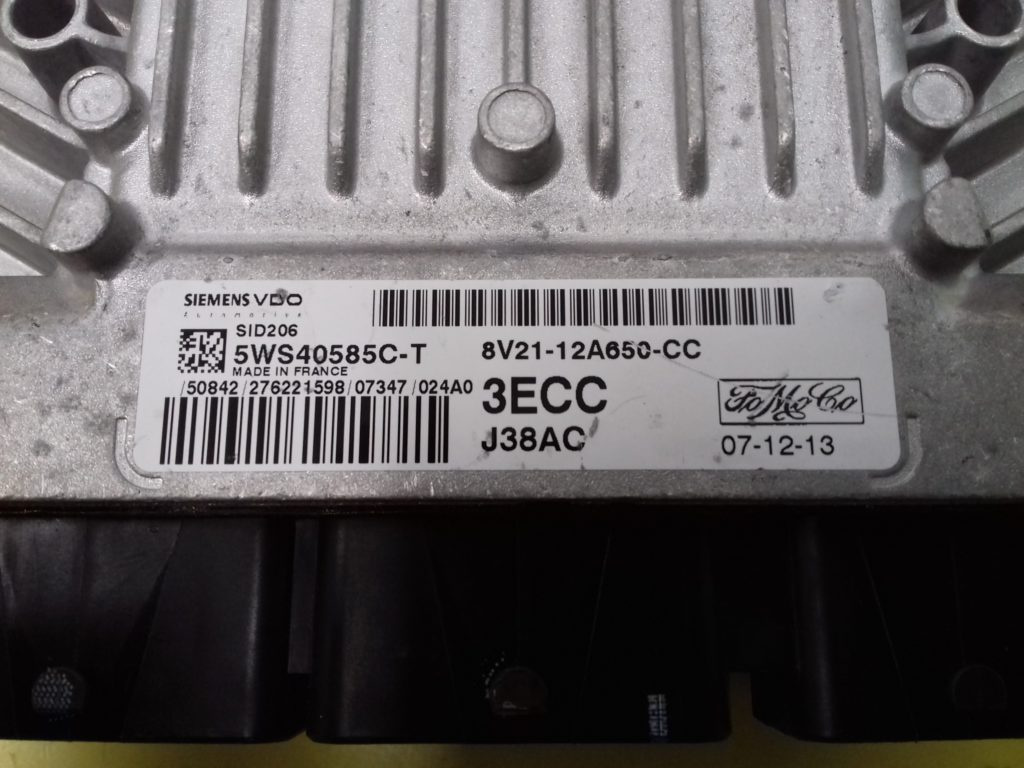 SIEMENS VDO
Automotive
SID206
5WS40585C-T
MADE IN FRANCE
/50842/276221598/07347/024A0
8V21-12A650-CC
3ECC
J38AC
FoMoCo
07-12-13